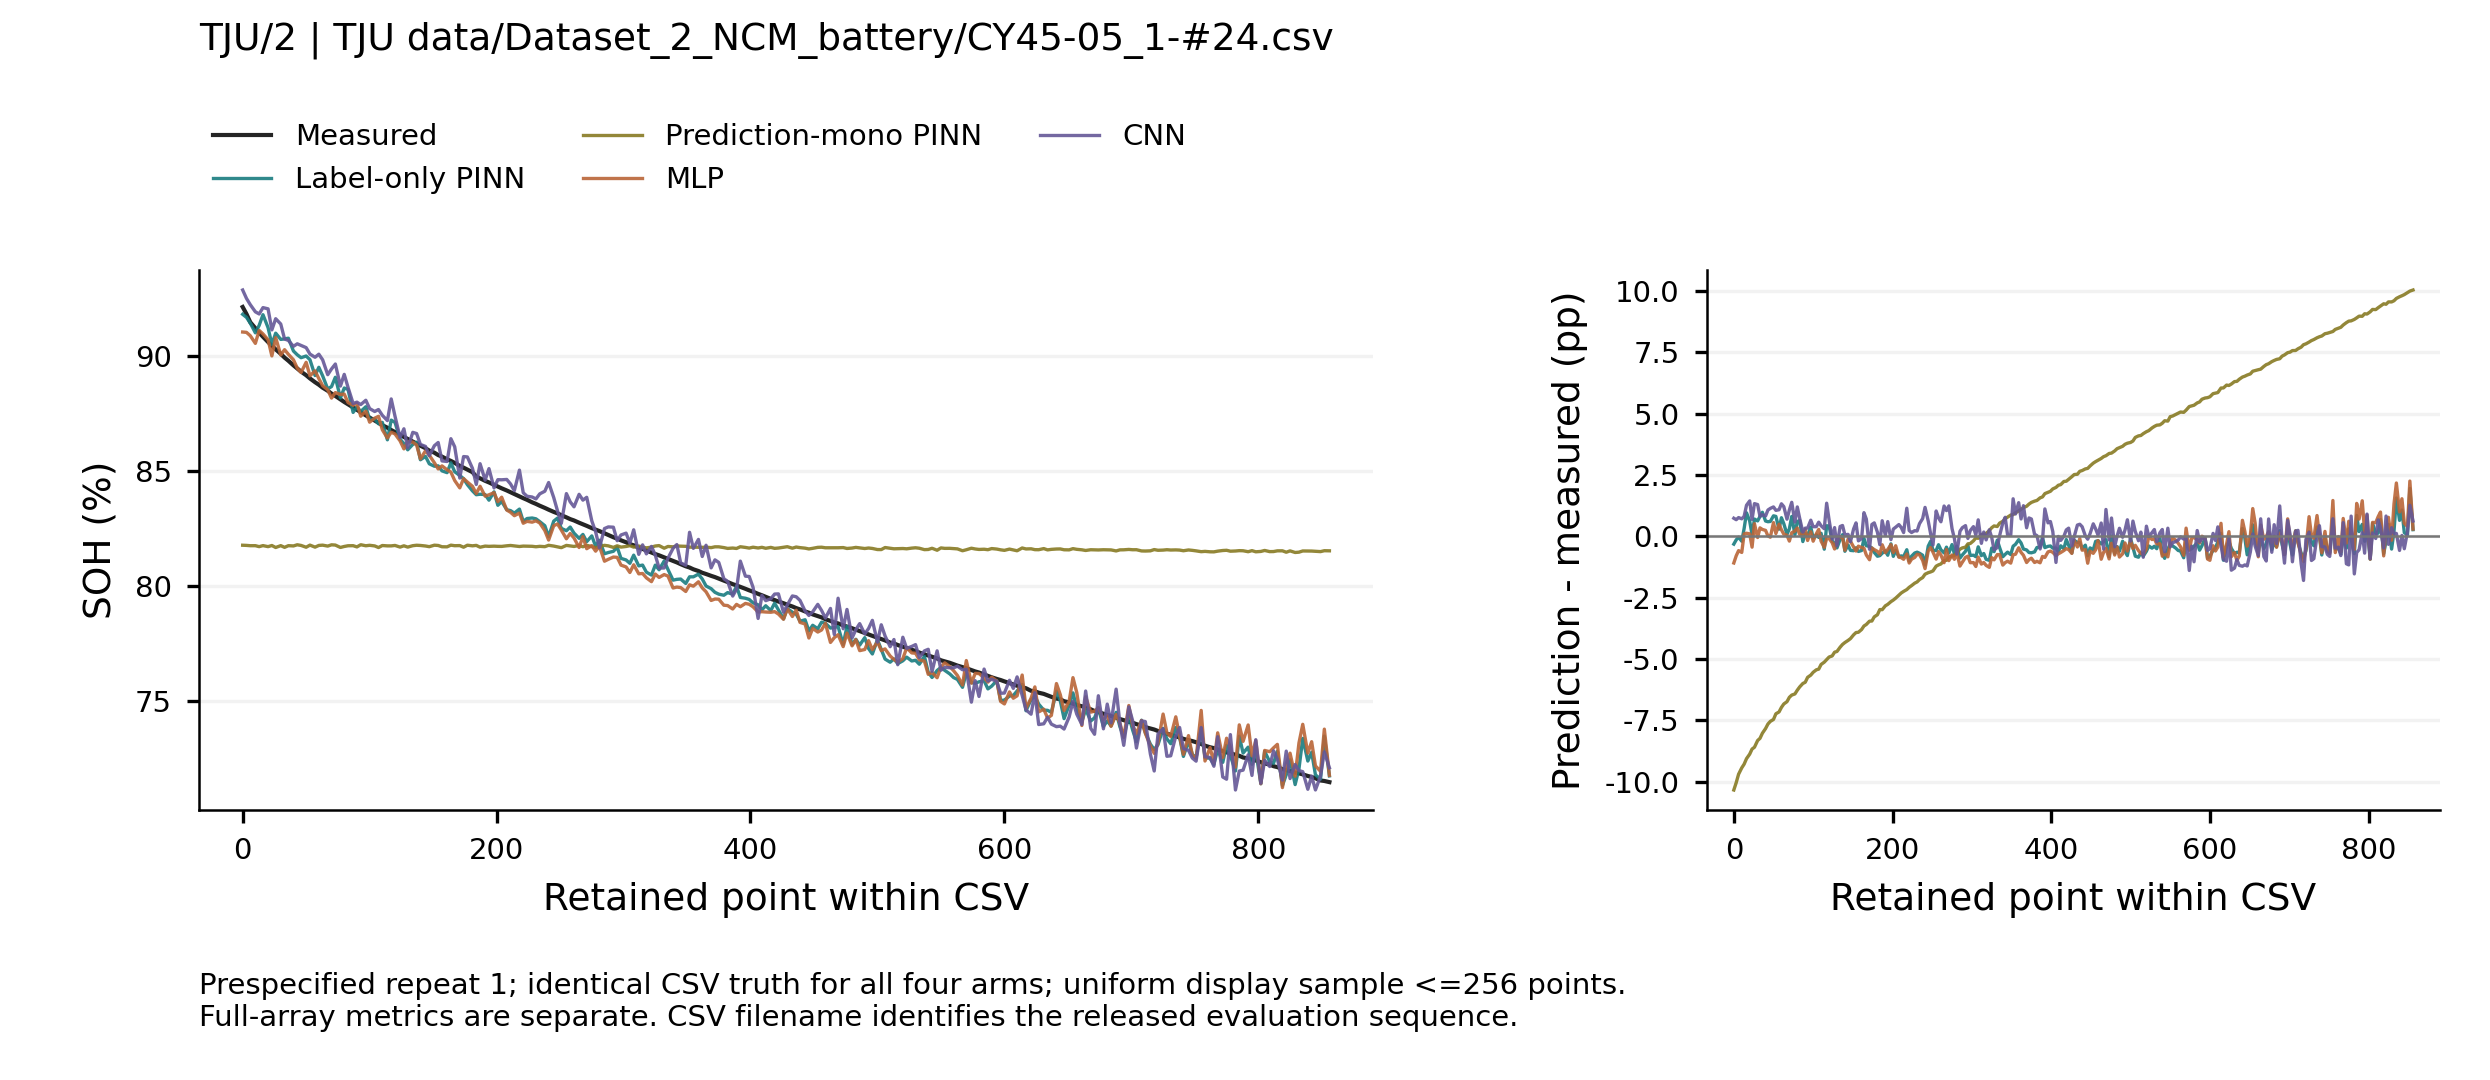 TJU/2 | TJU data/Dataset_2_NCM_battery/CY45-05_1-#24.csv
Measured
Label-only PINN
Prediction-mono PINN
MLP
CNN
SOH (%)
90
85
80
75
0 200 400 600 800
Retained point within CSV
Prediction - measured (pp)
10.0
7.5
5.0
2.5
0.0
-2.5
-5.0
-7.5
-10.0
0 200 400 600 800
Retained point within CSV
Prespecified repeat 1; identical CSV truth for all four arms; uniform display sample <=256 points.
Full-array metrics are separate. CSV filename identifies the released evaluation sequence.